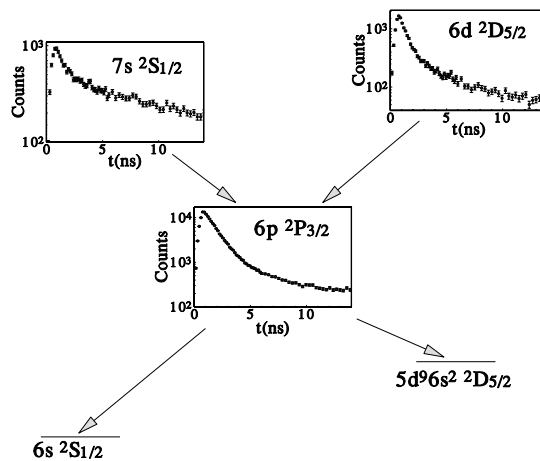 7s ²S1/2
10³
10²
Counts
0
5
10
t(ns)
6d ²D5/2
10³
10²
Counts
0
5
10
t(ns)
6p ²P3/2
10⁴
10³
10²
Counts
0
5
10
t(ns)
5d⁹6s² ²D5/2
6s ²S1/2